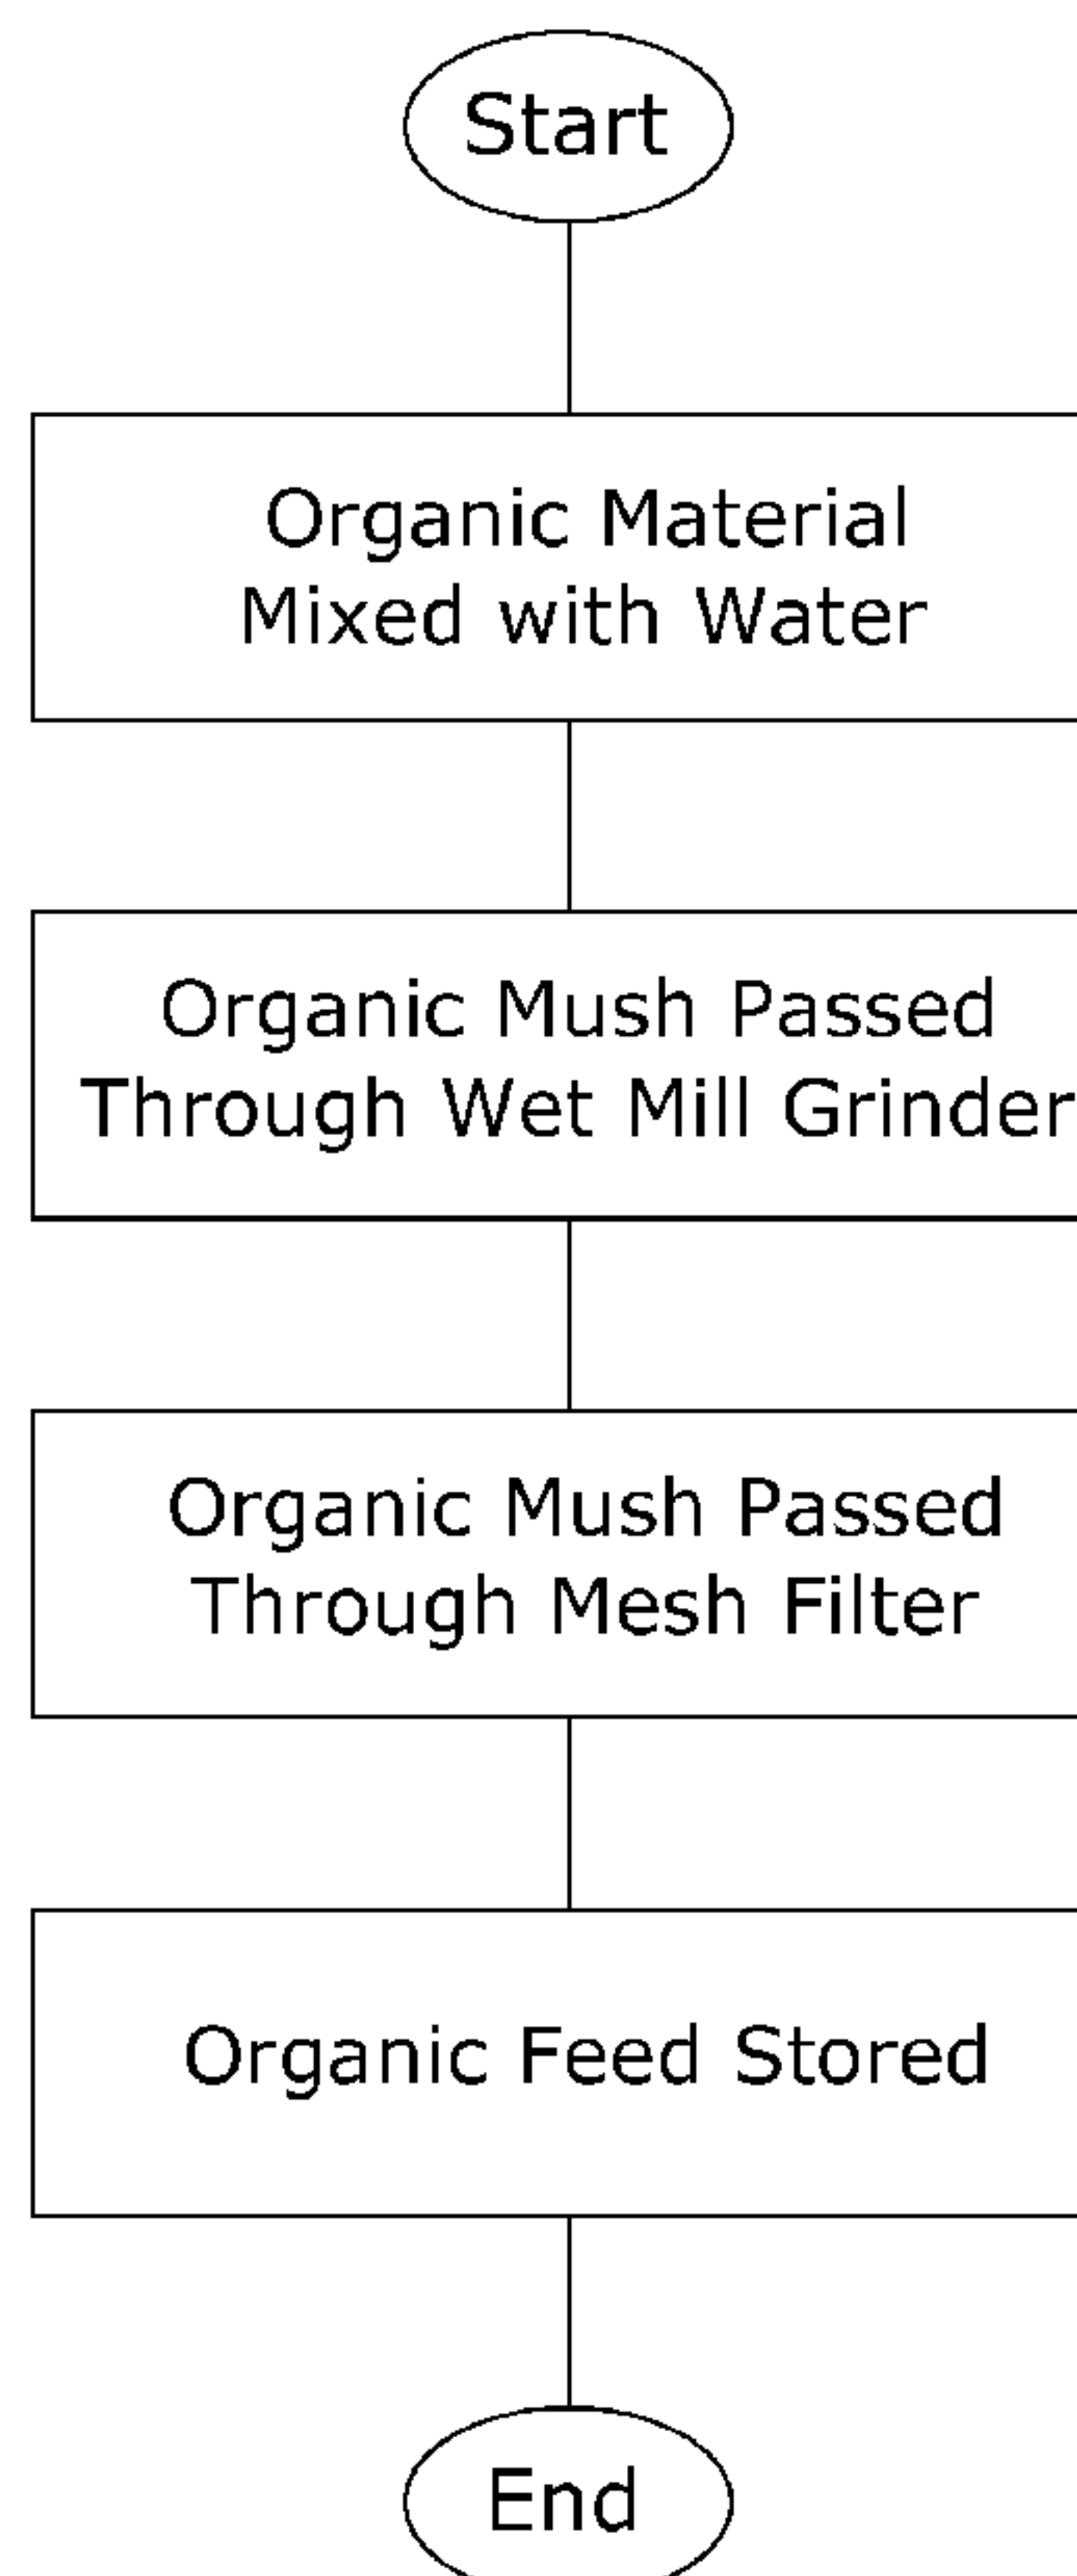 Start
Organic Material
Mixed with Water
Organic Mush Passed
Through Wet Mill Grinder
Organic Mush Passed
Through Mesh Filter
Organic Feed Stored
End